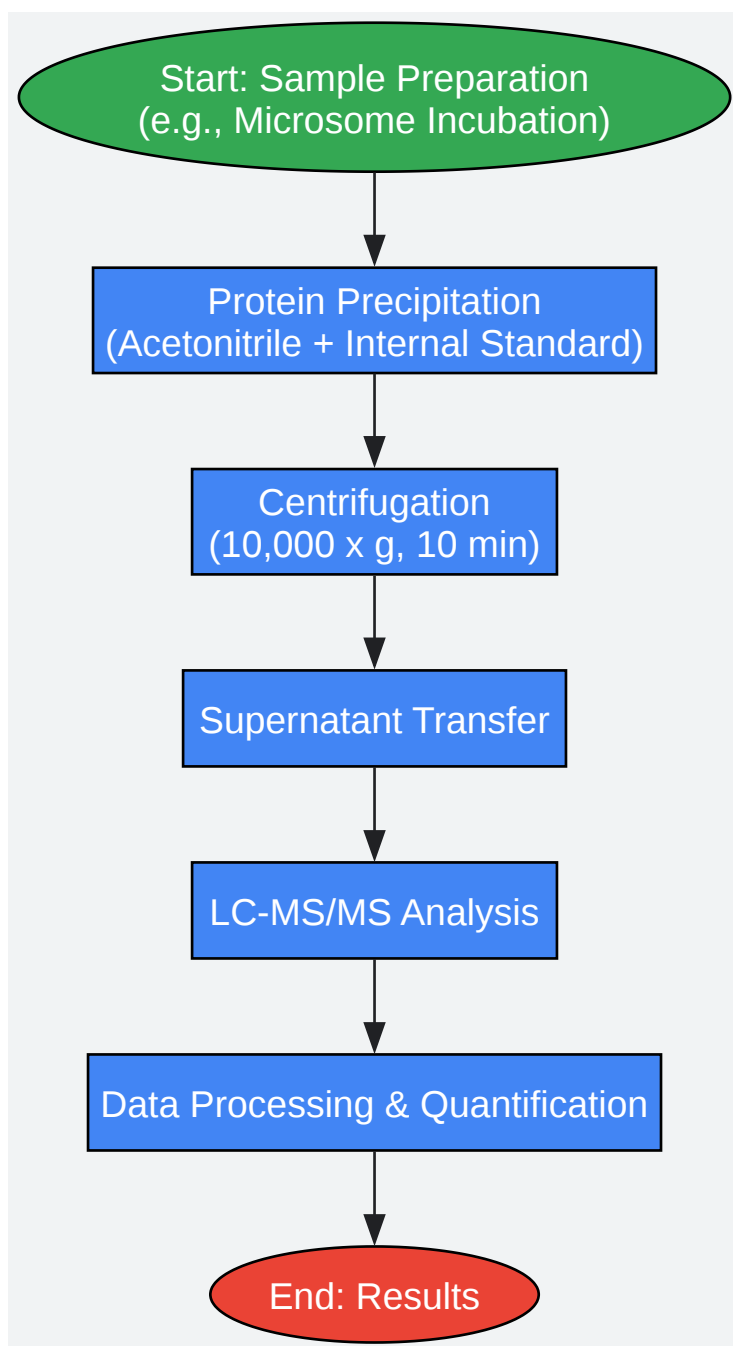 Start: Sample Preparation
(e.g., Microsome Incubation)
Protein Precipitation
(Acetonitrile + Internal Standard)
Centrifugation
(10,000 x g, 10 min)
Supernatant Transfer
LC-MS/MS Analysis
Data Processing & Quantification
End: Results